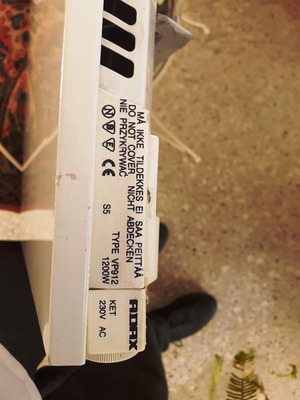 MÅ IKKE TILDEKKES EI SAA PEITTÄÄ
DO NOT COVER NICHT ABDECKEN
NIE PRZYKRYWAĆ
N D F CE
S5
TYPE VP912
1200W
ADAX
KET
230V AC